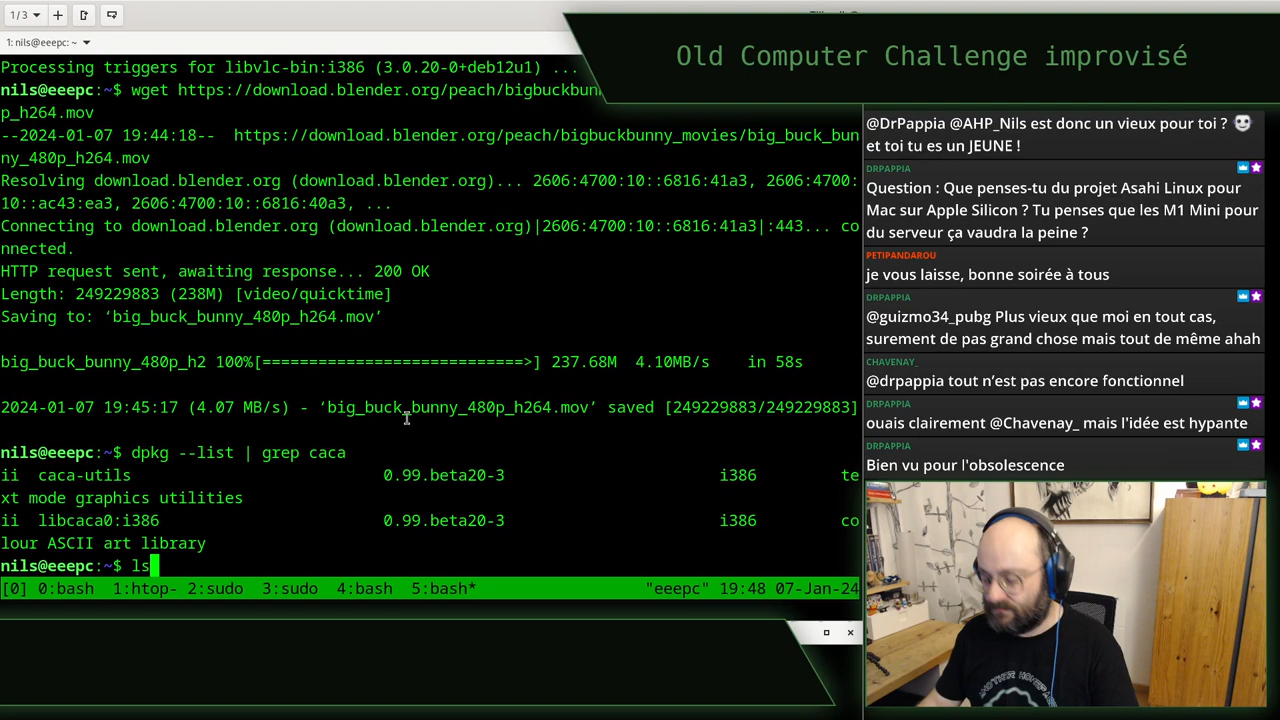 1/3
1: nils@eeepc: ~
Old Computer Challenge improvisé
Processing triggers for libvlc-bin:i386 (3.0.20-0+deb12u1) ...
nils@eeepc:~$ wget https://download.blender.org/peach/bigbuckbunn
p_h264.mov
--2024-01-07 19:44:18--  https://download.blender.org/peach/bigbuckbunny_movies/big_buck_bun
ny_480p_h264.mov
Resolving download.blender.org (download.blender.org)... 2606:4700:10::6816:41a3, 2606:4700:
10::ac43:ea3, 2606:4700:10::6816:40a3, ...
Connecting to download.blender.org (download.blender.org)|2606:4700:10::6816:41a3|:443... co
nnected.
HTTP request sent, awaiting response... 200 OK
Length: 249229883 (238M) [video/quicktime]
Saving to: ‘big_buck_bunny_480p_h264.mov’
big_buck_bunny_480p_h2 100%[===========================>] 237.68M  4.10MB/s    in 58s
2024-01-07 19:45:17 (4.07 MB/s) - ‘big_buck_bunny_480p_h264.mov’ saved [249229883/249229883]
nils@eeepc:~$ dpkg --list | grep caca
ii  caca-utils                          0.99.beta20-3                       i386         te
xt mode graphics utilities
ii  libcaca0:i386                       0.99.beta20-3                       i386         co
lour ASCII art library
nils@eeepc:~$ ls
[0] 0:bash  1:htop- 2:sudo  3:sudo  4:bash  5:bash*                "eeepc" 19:48 07-Jan-24
@DrPappia @AHP_Nils est donc un vieux pour toi ?
et toi tu es un JEUNE !
DRPAPPIA
Question : Que penses-tu du projet Asahi Linux pour
Mac sur Apple Silicon ? Tu penses que les M1 Mini pour
du serveur ça vaudra la peine ?
PETIPANDAROU
je vous laisse, bonne soirée à tous
DRPAPPIA
@guizmo34_pubg Plus vieux que moi en tout cas,
surement de pas grand chose mais tout de même ahah
CHAVENAY_
@drpappia tout n’est pas encore fonctionnel
DRPAPPIA
ouais clairement @Chavenay_ mais l'idée est hypante
DRPAPPIA
Bien vu pour l'obsolescence